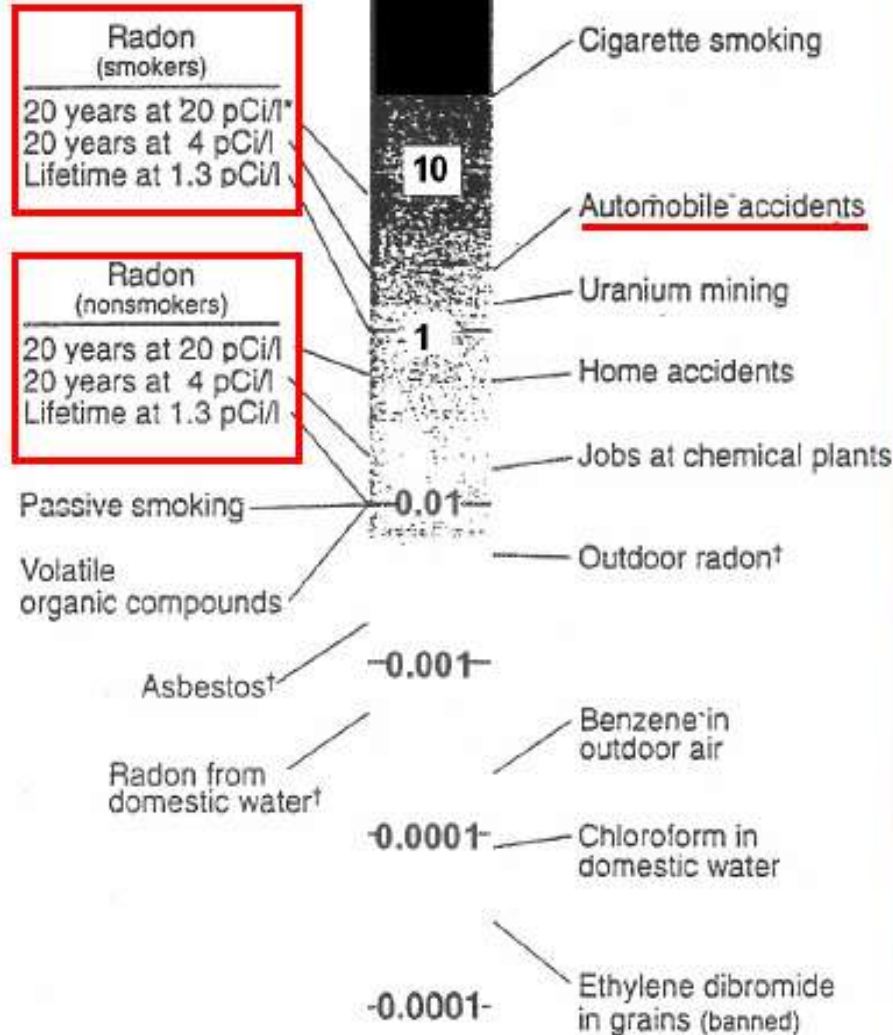 Radon
(smokers)
20 years at 20 pCi/l*
20 years at 4 pCi/l
Lifetime at 1.3 pCi/l
Radon
(nonsmokers)
20 years at 20 pCi/l
20 years at 4 pCi/l
Lifetime at 1.3 pCi/l
Passive smoking
Volatile
organic compounds
Asbestos†
Radon from
domestic water†
10
1
0.01
0.001
0.0001
0.0001
Cigarette smoking
Automobile accidents
Uranium mining
Home accidents
Jobs at chemical plants
Outdoor radon†
Benzene in
outdoor air
Chloroform in
domestic water
Ethylene dibromide
in grains (banned)